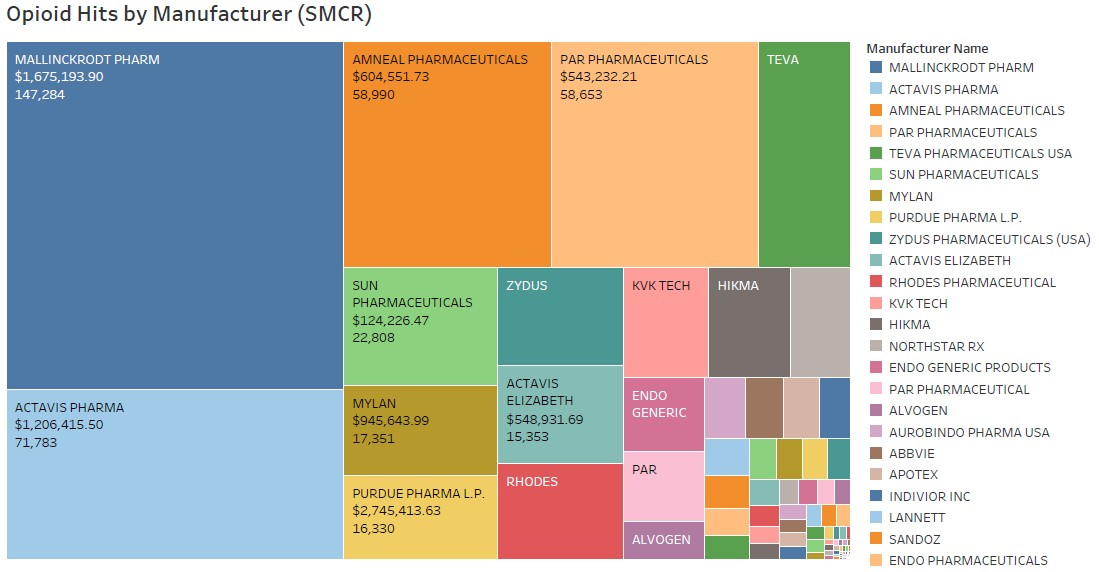 Opioid Hits by Manufacturer (SMCR)
MALLINCKRODT PHARM
$1,675,193.90
147,284
ACTAVIS PHARMA
$1,206,415.50
71,783
AMNEAL PHARMACEUTICALS
$604,551.73
58,990
PAR PHARMACEUTICALS
$543,232.21
58,653
TEVA
SUN
PHARMACEUTICALS
$124,226.47
22,808
MYLAN
$945,643.99
17,351
PURDUE PHARMA L.P.
$2,745,413.63
16,330
ZYDUS
ACTAVIS
ELIZABETH
$548,931.69
15,353
RHODES
KVK TECH
HIKMA
ENDO
GENERIC
PAR
ALVOGEN
Manufacturer Name
MALLINCKRODT PHARM
ACTAVIS PHARMA
AMNEAL PHARMACEUTICALS
PAR PHARMACEUTICALS
TEVA PHARMACEUTICALS USA
SUN PHARMACEUTICALS
MYLAN
PURDUE PHARMA L.P.
ZYDUS PHARMACEUTICALS (USA)
ACTAVIS ELIZABETH
RHODES PHARMACEUTICAL
KVK TECH
HIKMA
NORTHSTAR RX
ENDO GENERIC PRODUCTS
PAR PHARMACEUTICAL
ALVOGEN
AUROBINDO PHARMA USA
ABBVIE
APOTEX
INDIVIOR INC
LANNETT
SANDOZ
ENDO PHARMACEUTICALS